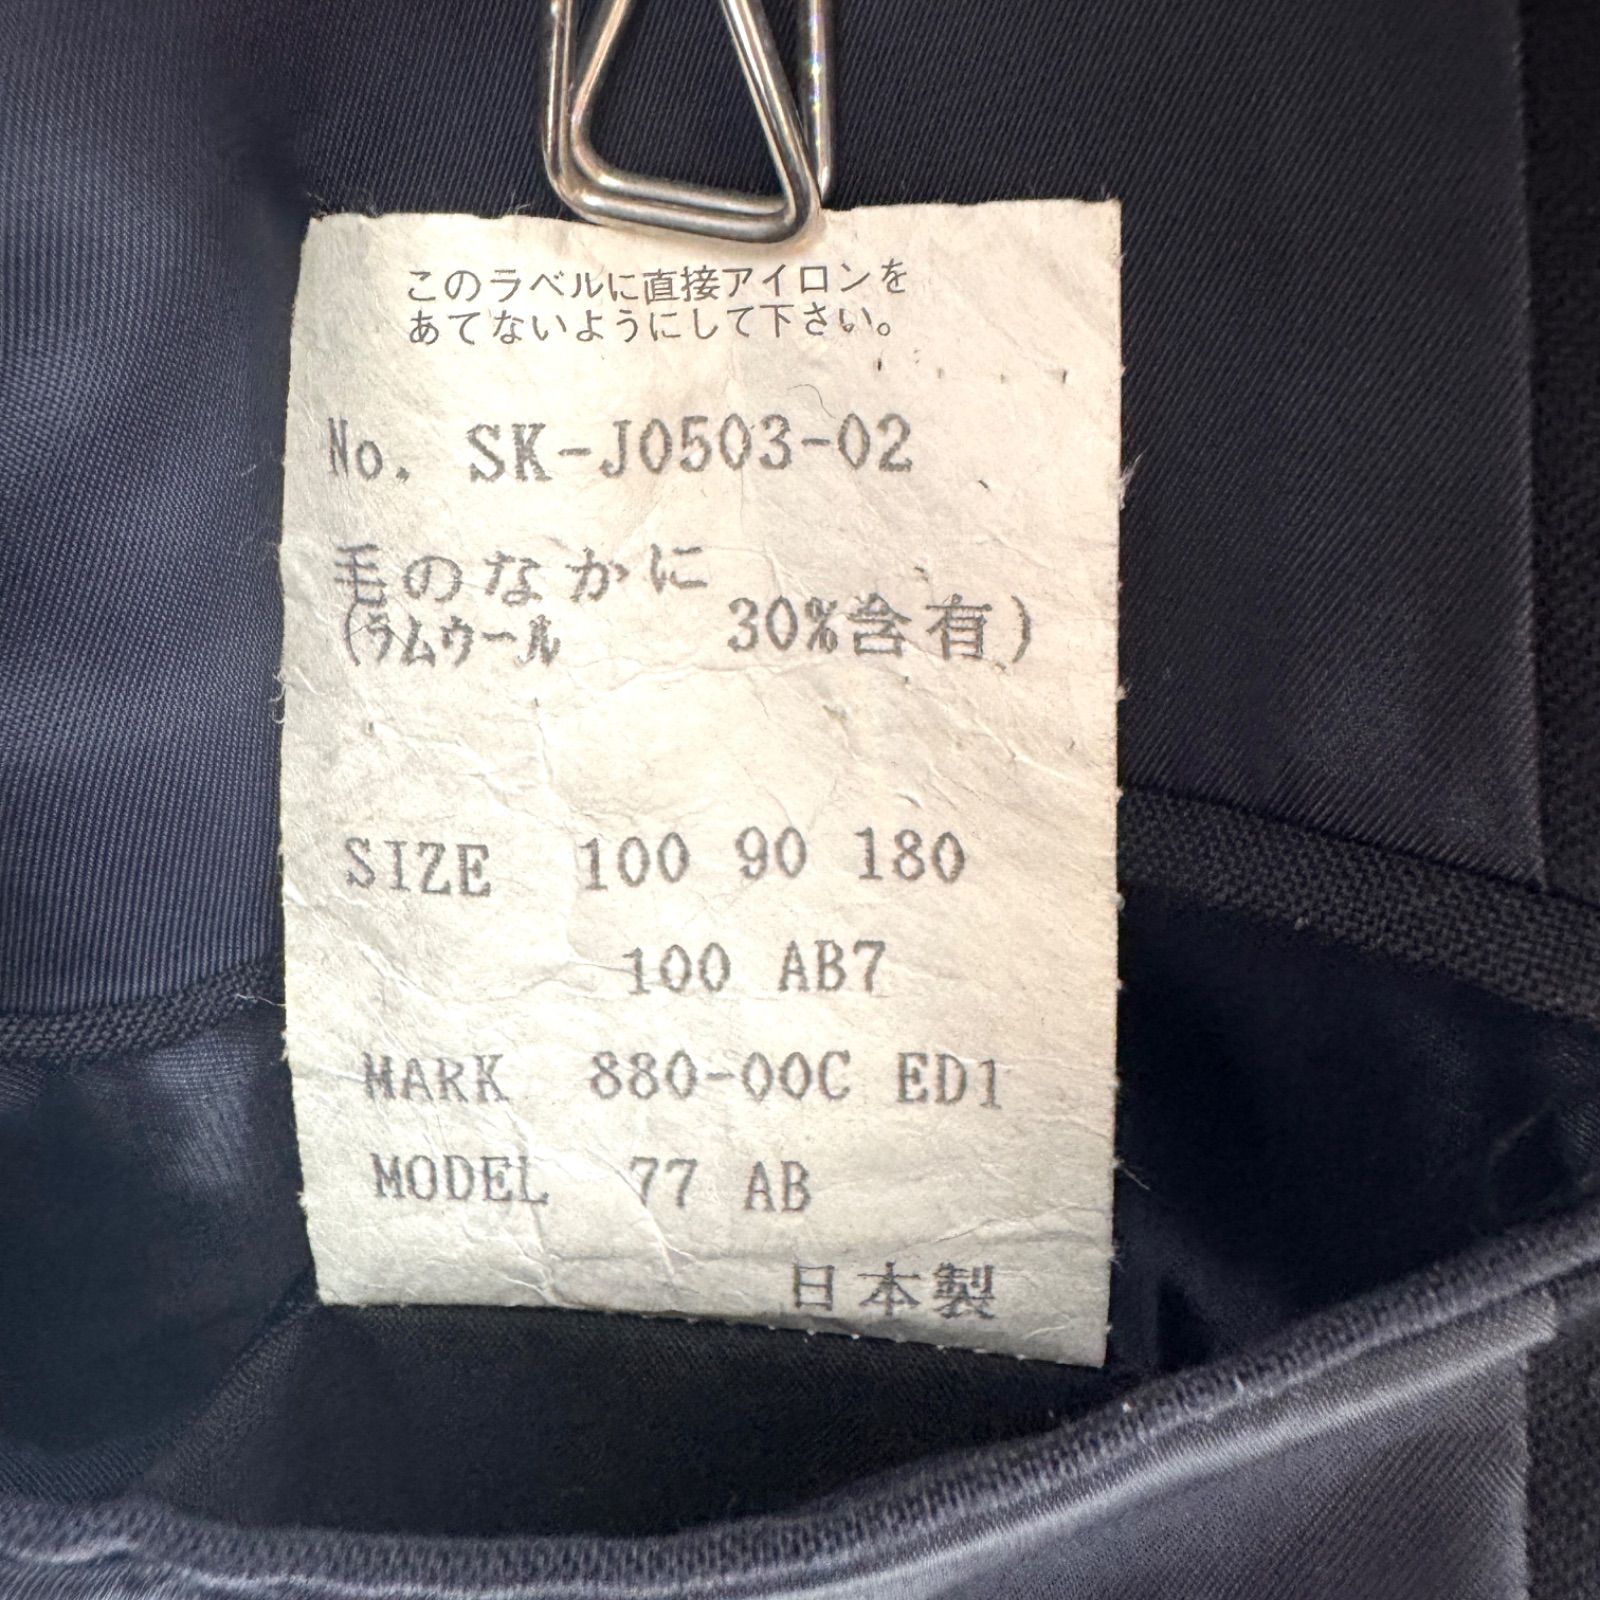 このラベルに直接アイロンを
あてないようにして下さい。
No. SK-J0503-02
毛のなかに
(ラムウール 30%含有)
SIZE 100 90 180
100 AB7
MARK 880-00C ED1
MODEL 77 AB
日本製